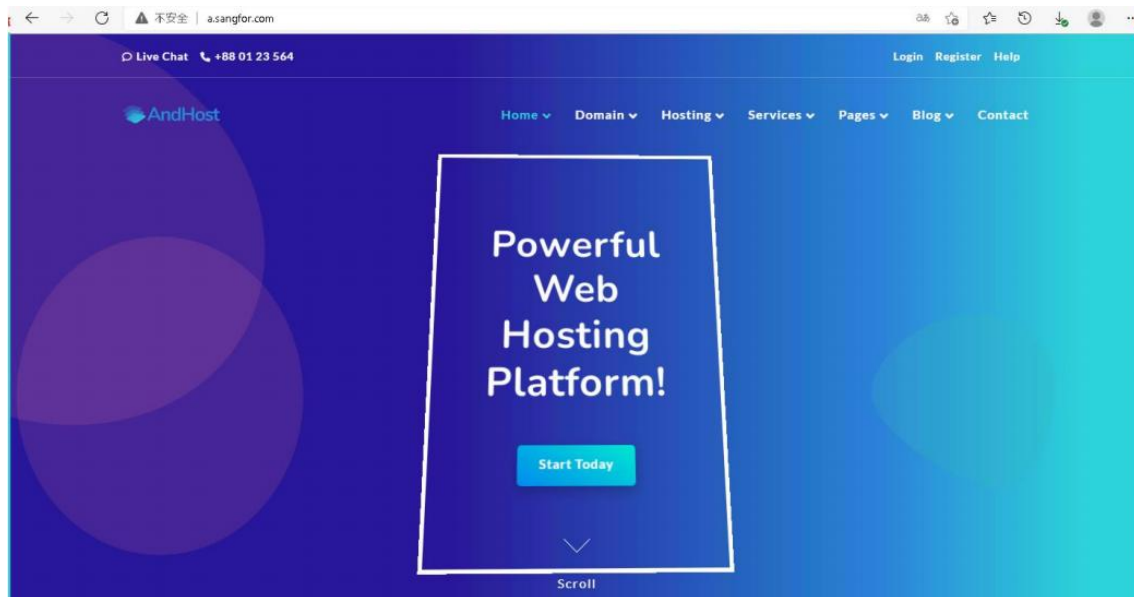 不安全 a.sangfor.com
Live Chat +88 01 23 564 Login Register Help
AndHost Home Domain Hosting Services Pages Blog Contact
Powerful
Web
Hosting
Platform!
Start Today
Scroll